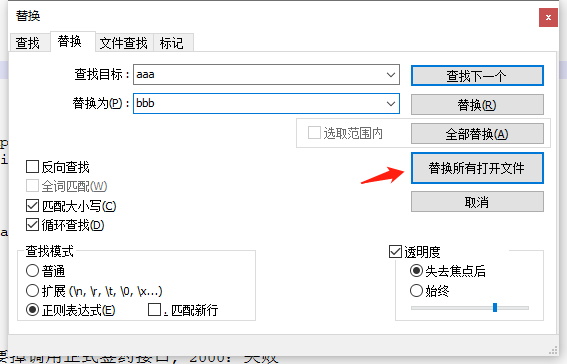 替换
查找 替换 文件查找 标记
查找目标: aaa 查找下一个
替换为(P): bbb 替换(R)
选取范围内 全部替换(A)
反向查找 替换所有打开文件
全词匹配(W) 取消
匹配大小写(C)
循环查找(D)
查找模式 透明度
普通 失去焦点后
扩展 (\n, \r, \t, \0, \x...) 始终
正则表达式(E) . 匹配新行
掉调用正式签约接口, 2000: 失败